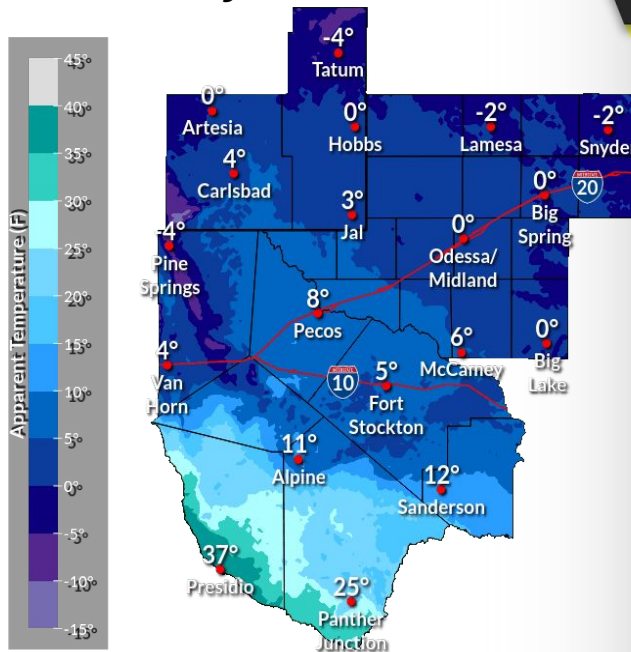 Apparent Temperature (F)
45°
40°
35°
30°
25°
20°
15°
10°
5°
0°
-5°
-10°
-15°
-4°
Tatum
0°
Artesia
0°
Hobbs
-2°
Lamesa
-2°
Snyder
4°
Carlsbad
3°
Jal
0°
Big
Spring
INTERSTATE
20
0°
Odessa/
Midland
-4°
Pine
Springs
8°
Pecos
6°
McCamey
0°
Big
Lake
4°
Van
Horn
INTERSTATE
10
5°
Fort
Stockton
11°
Alpine
12°
Sanderson
37°
Presidio
25°
Panther
Junction